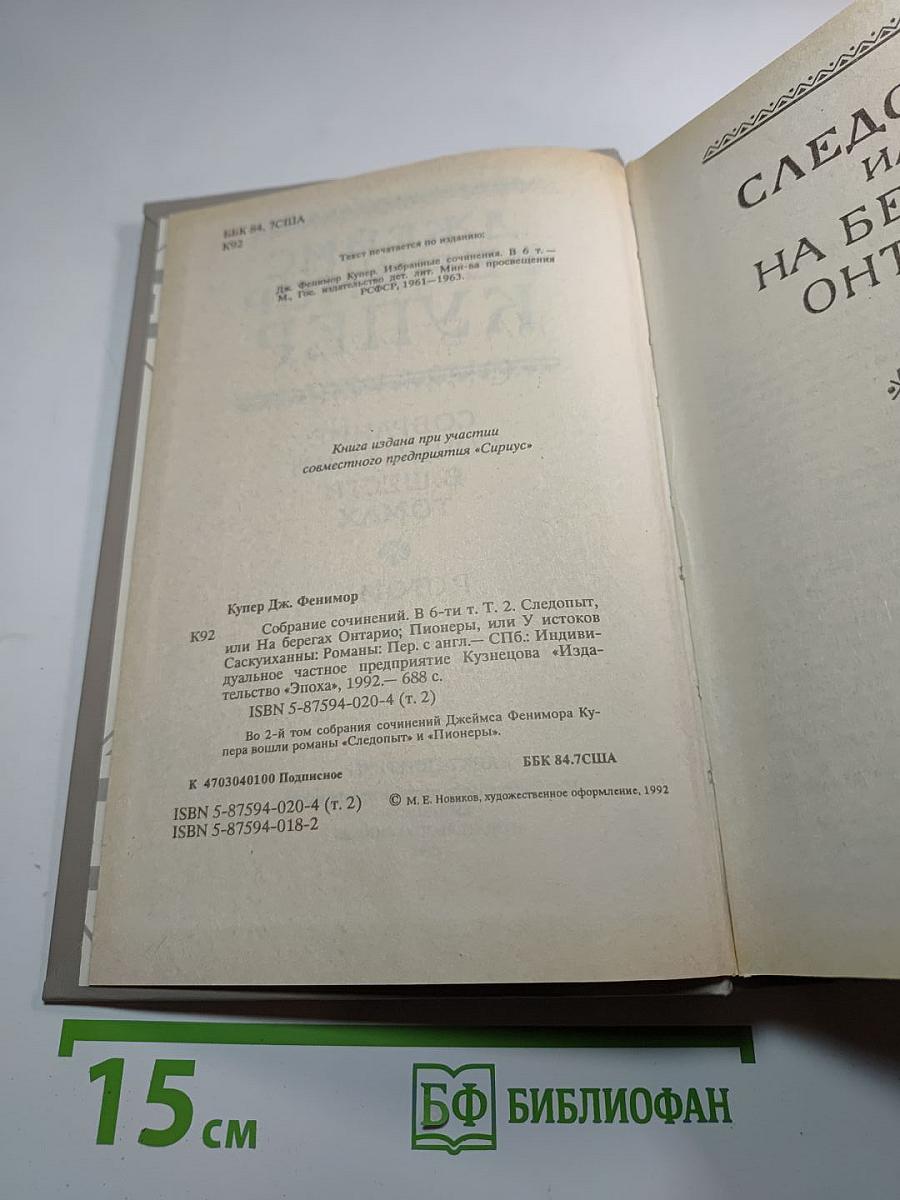 ББК 84. 7США
К92
Текст печатается по изданию:
Дж. Фенимор Купер. Избранные сочинения. В 6 т.—
М., Гос. издательство дет. лит. Мин-ва просвещения
РСФСР, 1961—1963.
Книга издана при участии
совместного предприятия «Сириус»
Купер Дж. Фенимор
К92 Собрание сочинений. В 6-ти т. Т. 2. Следопыт,
или На берегах Онтарио; Пионеры, или У истоков
Саскуиханны: Романы: Пер. с англ.— СПб.: Индиви-
дуальное частное предприятие Кузнецова «Изда-
тельство «Эпоха», 1992.— 688 с.
ISBN 5-87594-020-4 (т. 2)
Во 2-й том собрания сочинений Джеймса Фенимора Ку-
пера вошли романы «Следопыт» и «Пионеры».
К 4703040100 Подписное
ББК 84.7США
ISBN 5-87594-020-4 (т. 2)
ISBN 5-87594-018-2
© М. Е. Новиков, художественное оформление, 1992
СЛЕДО
ИЛ
НА БЕ
ОНТ
15 см
БФ БИБЛИОФАН